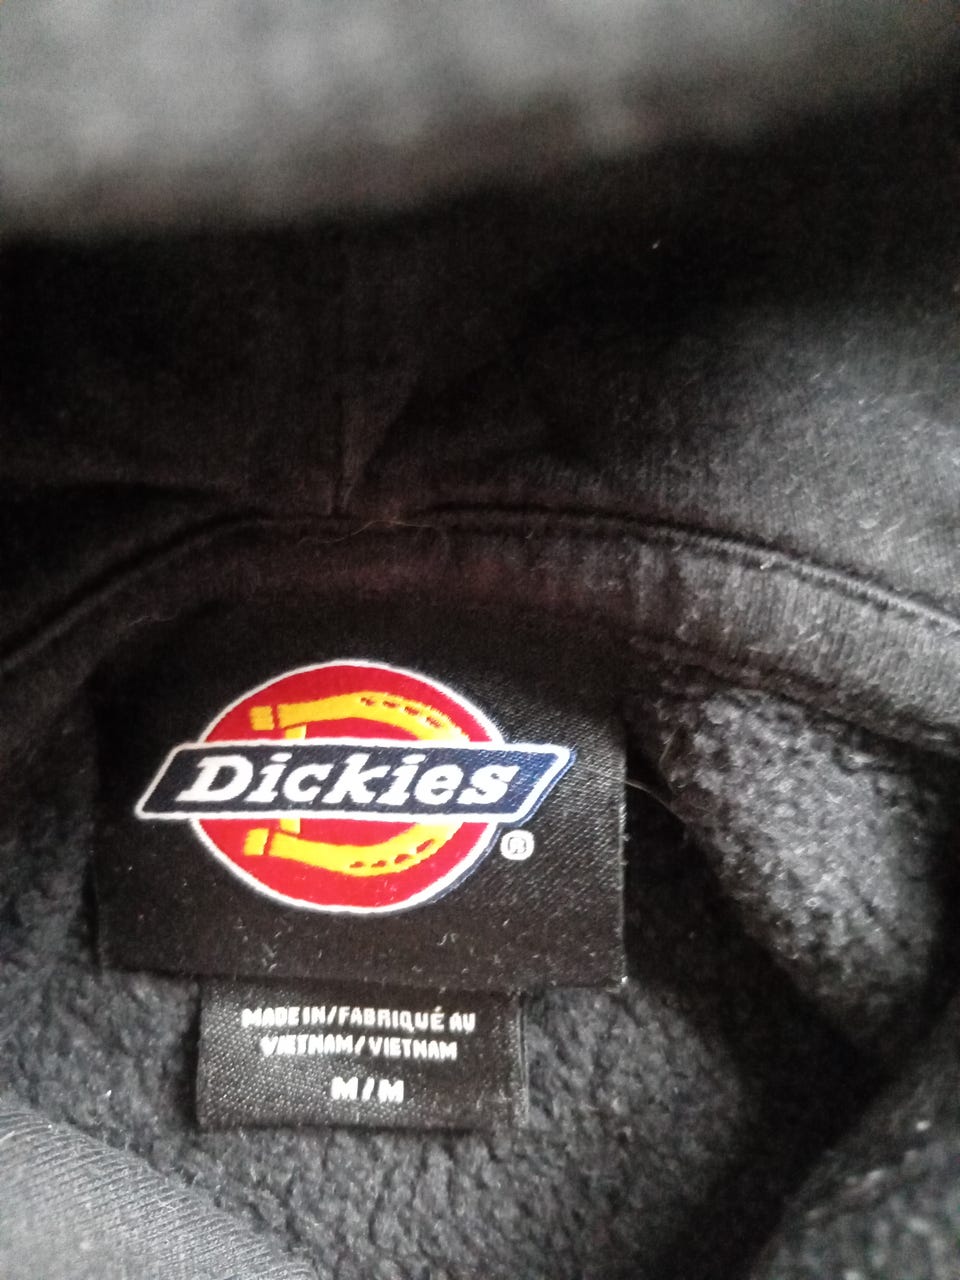 Dickies
®
MADE IN/FABRIQUÉ AU
VIETNAM/VIETNAM
M/M